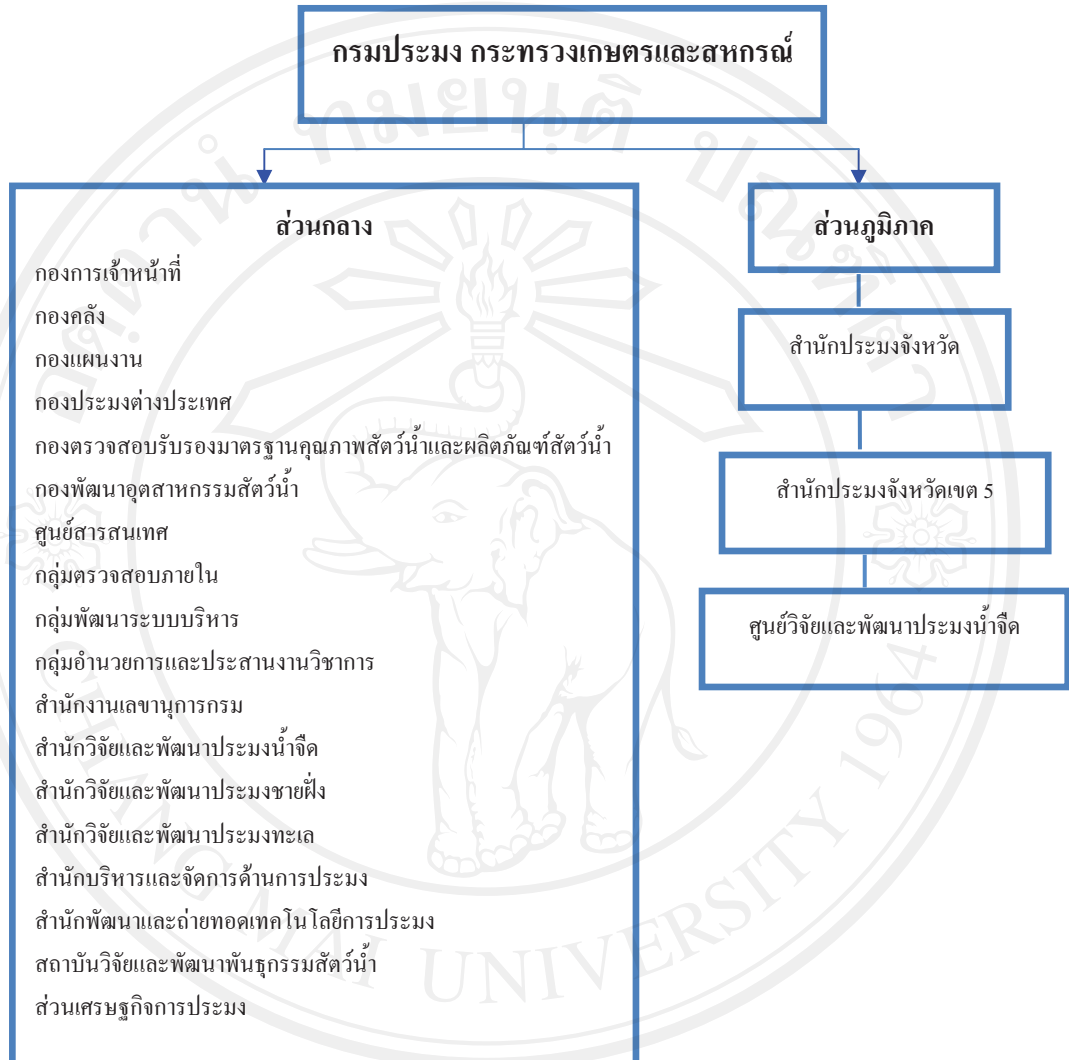 กรมประมง กระทรวงเกษตรและสหกรณ์
ส่วนกลาง
กองการเจ้าหน้าที่
กองคลัง
กองแผนงาน
กองประมงต่างประเทศ
กองตรวจสอบรับรองมาตรฐานคุณภาพสัตว์น้ำและผลิตภัณฑ์สัตว์น้ำ
กองพัฒนาอุตสาหกรรมสัตว์น้ำ
ศูนย์สารสนเทศ
กลุ่มตรวจสอบภายใน
กลุ่มพัฒนาระบบบริหาร
กลุ่มอำนวยการและประสานงานวิชาการ
สำนักงานเลขานุการกรม
สำนักวิจัยและพัฒนาประมงน้ำจืด
สำนักวิจัยและพัฒนาประมงชายฝั่ง
สำนักวิจัยและพัฒนาประมงทะเล
สำนักบริหารและจัดการด้านการประมง
สำนักพัฒนาและถ่ายทอดเทคโนโลยีการประมง
สถาบันวิจัยและพัฒนาพันธุกรรมสัตว์น้ำ
ส่วนเศรษฐกิจการประมง
ส่วนภูมิภาค
สำนักประมงจังหวัด
สำนักประมงจังหวัดเขต 5
ศูนย์วิจัยและพัฒนาประมงน้ำจืด
อตฺตานํ ทมยนฺติ ปณฺฑิตา
CHIANG MAI UNIVERSITY 1964